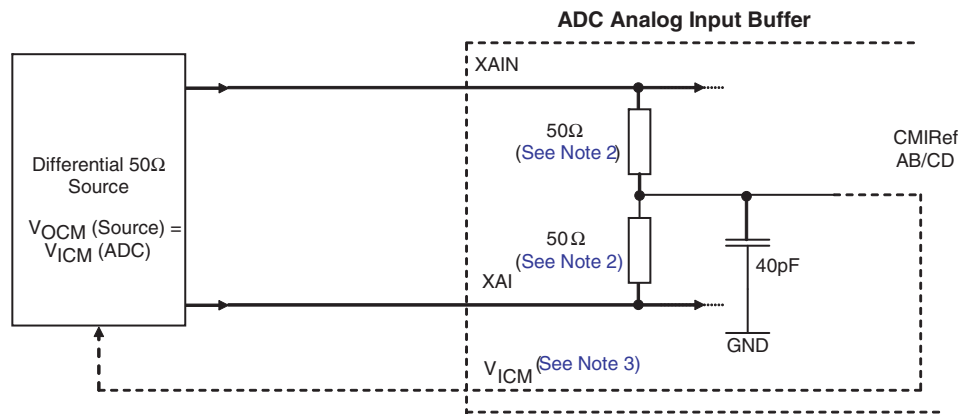 ADC Analog Input Buffer
XAIN
50Ω
(See Note 2)
CMIRef
AB/CD
Differential 50Ω
Source
VOCM (Source) =
VICM (ADC)
50Ω
(See Note 2)
40pF
XAI
GND
VICM (See Note 3)